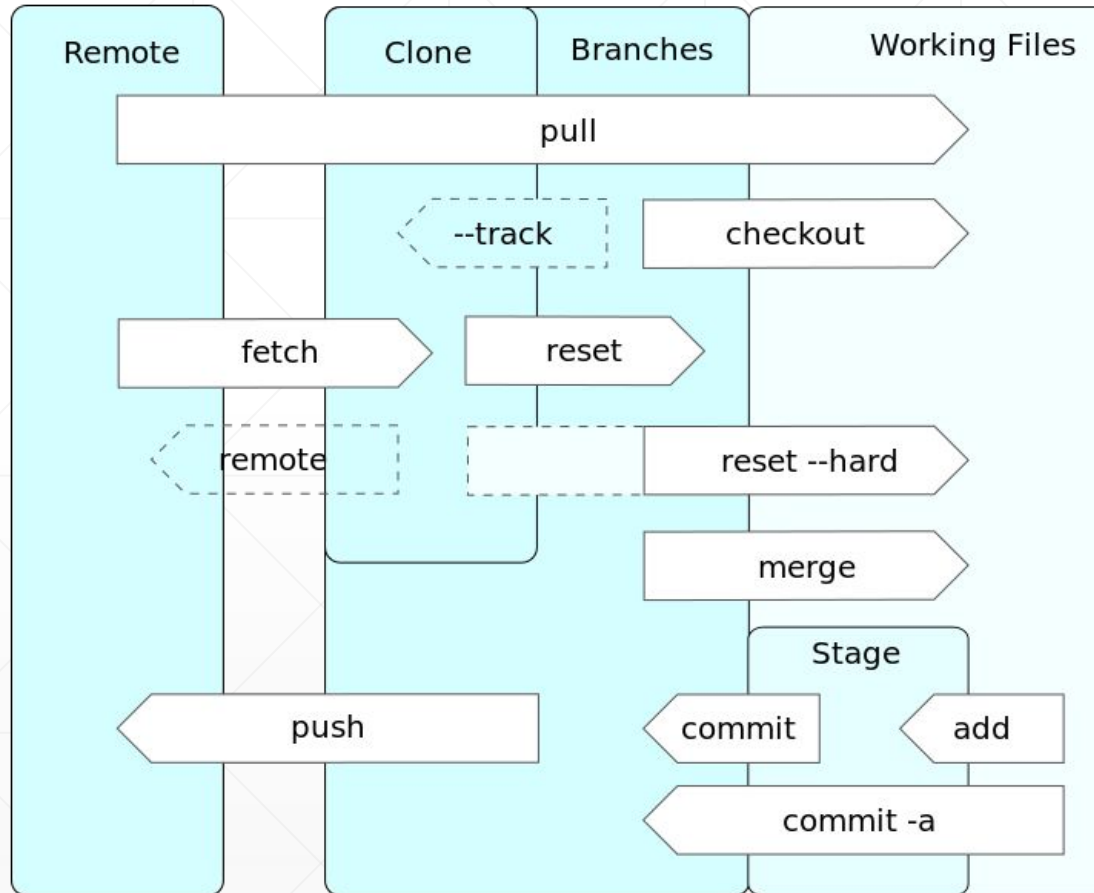 Remote
Clone
Branches
Working Files
pull
--track
checkout
fetch
reset
remote
reset --hard
merge
Stage
push
commit
add
commit -a